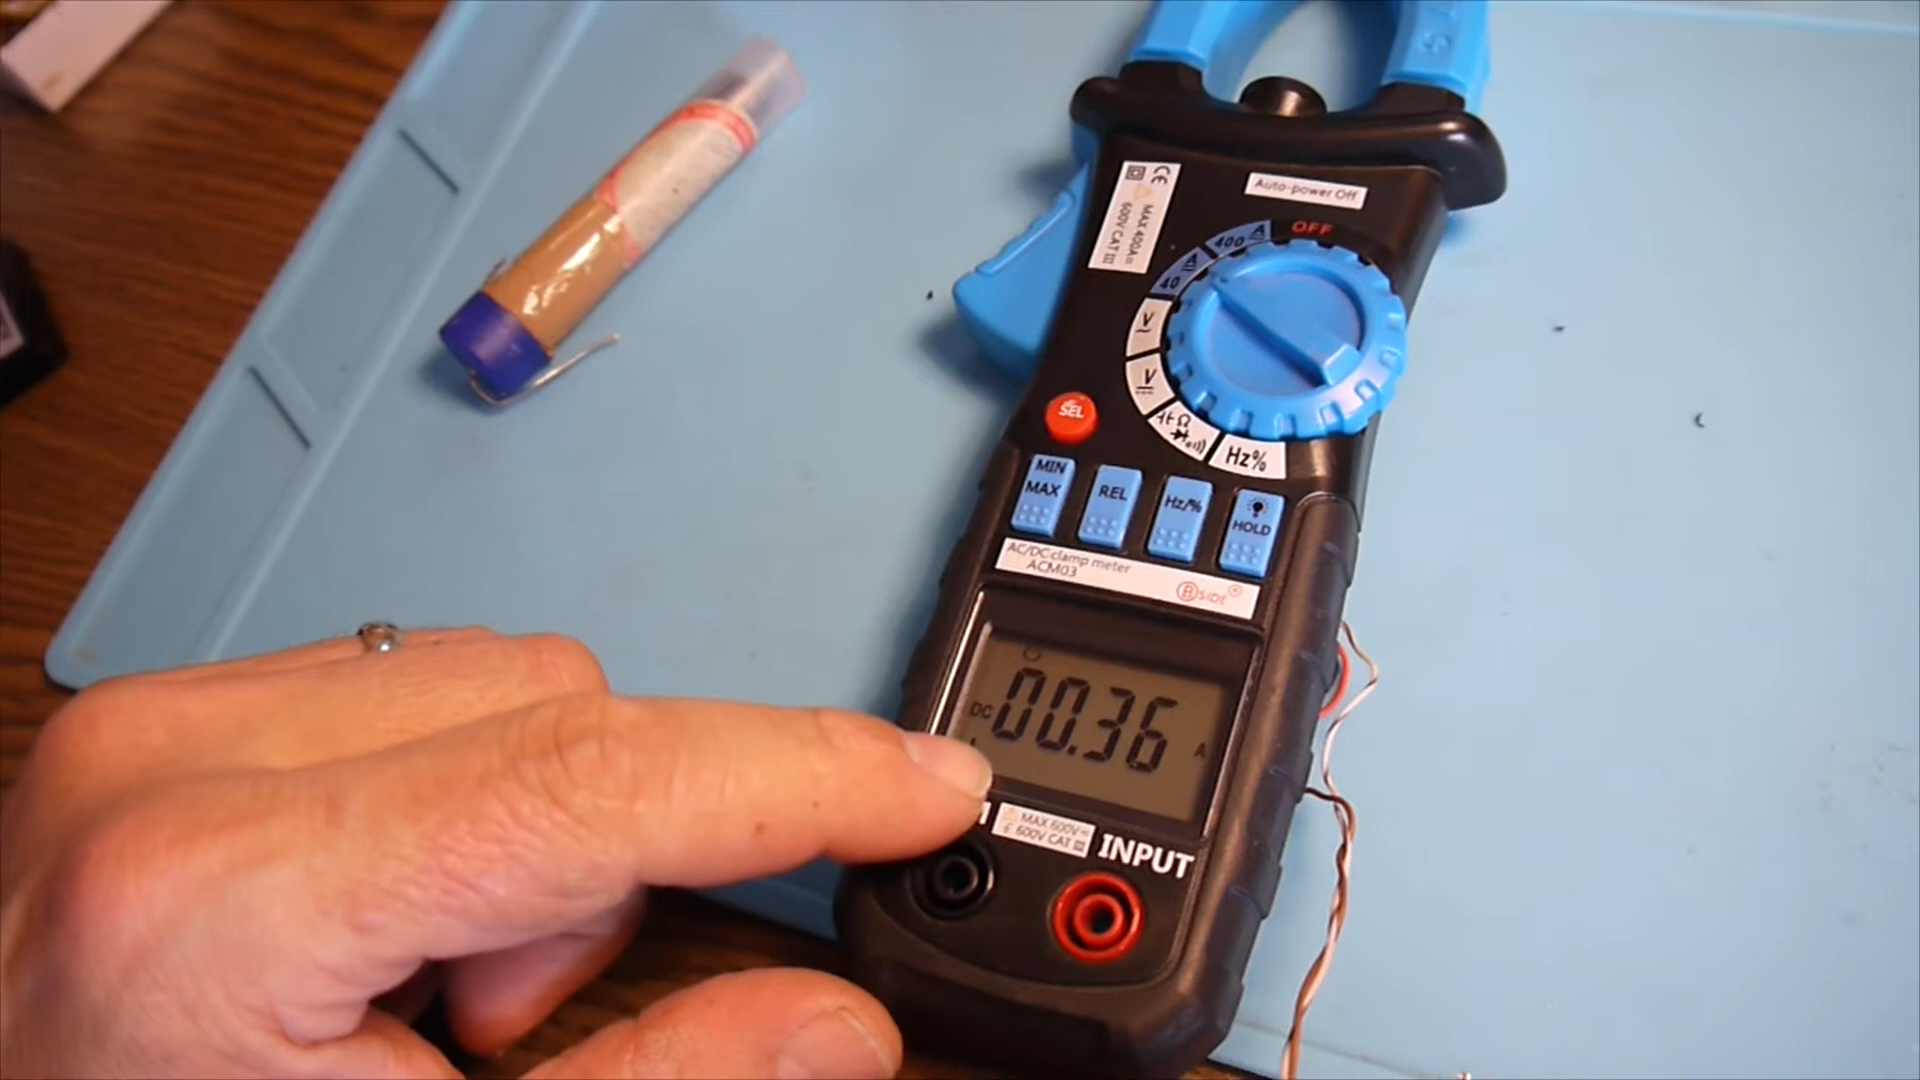 Auto-power Off
CE
MAX 400A
600V CAT III
OFF
400 A
40 A
V
V
Ω
Hz%
SEL
MIN
MAX
REL
Hz/%
HOLD
AC/DC clamp meter
ACM03
BSIDE®
DC 00.36 A
MAX 600V
600V CAT III
INPUT